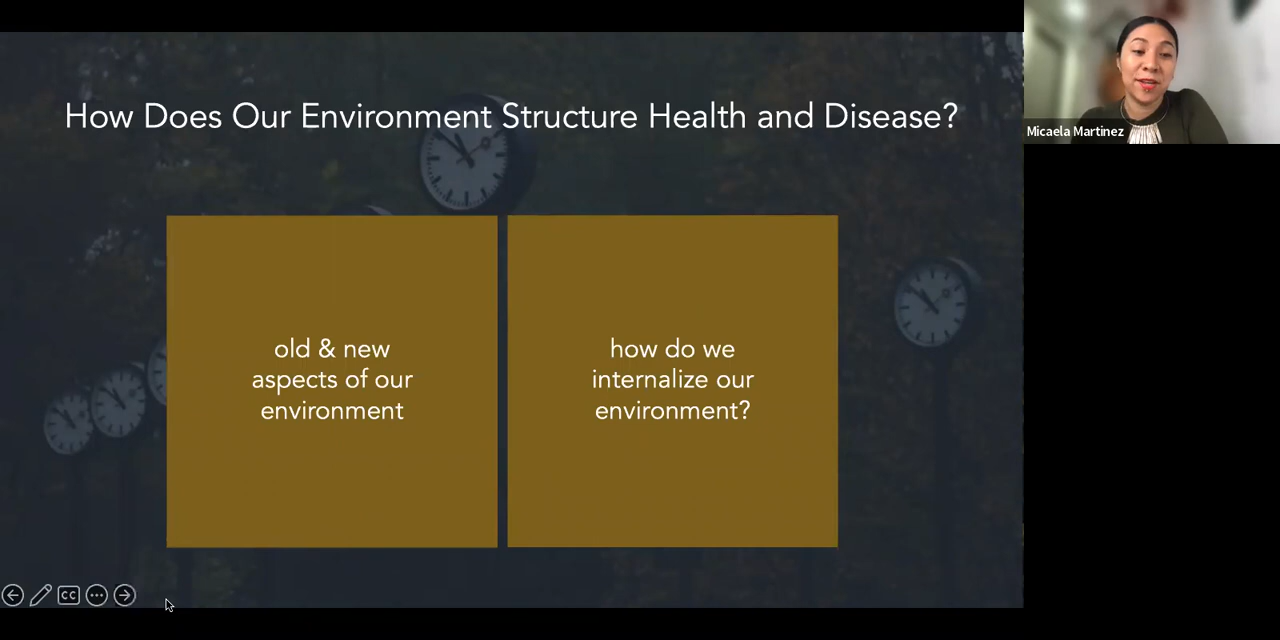 How Does Our Environment Structure Health and Disease?
Micaela Martinez
old & new
aspects of our
environment
how do we
internalize our
environment?
CC